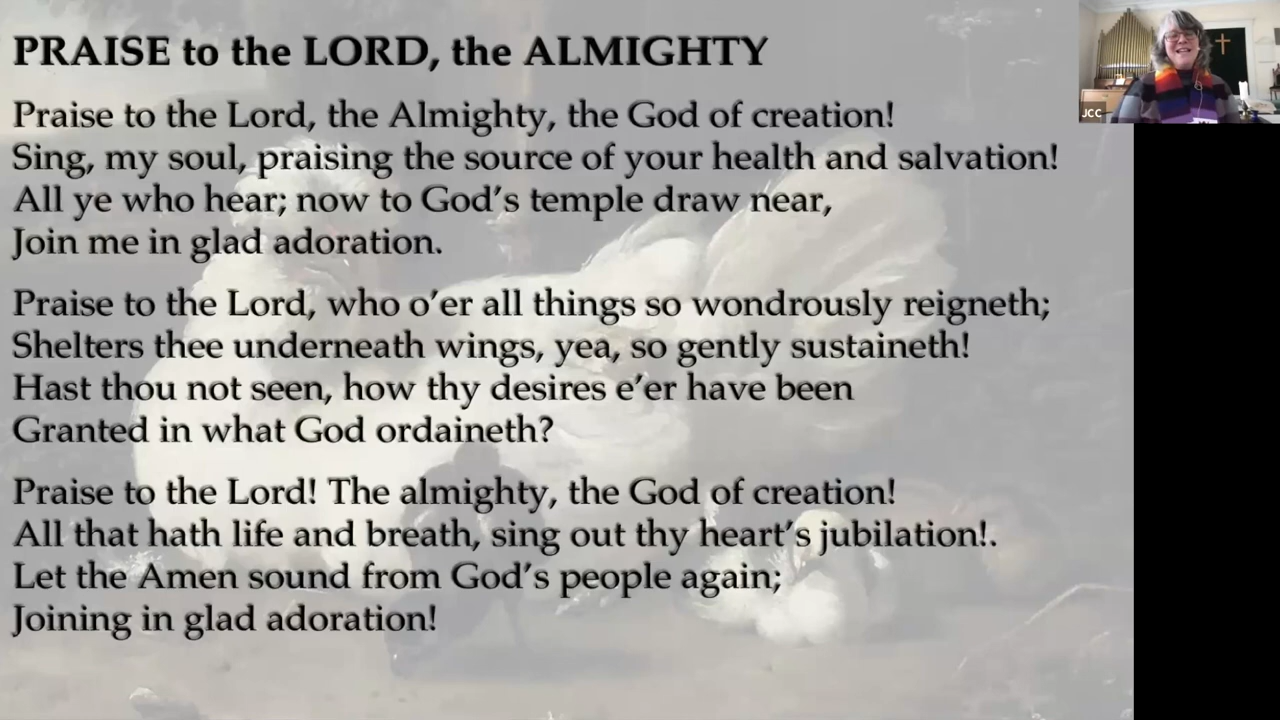 PRAISE to the LORD, the ALMIGHTY
Praise to the Lord, the Almighty, the God of creation!
Sing, my soul, praising the source of your health and salvation!
All ye who hear; now to God’s temple draw near,
Join me in glad adoration.
Praise to the Lord, who o’er all things so wondrously reigneth;
Shelters thee underneath wings, yea, so gently sustaineth!
Hast thou not seen, how thy desires e’er have been
Granted in what God ordaineth?
Praise to the Lord! The almighty, the God of creation!
All that hath life and breath, sing out thy heart’s jubilation!.
Let the Amen sound from God’s people again;
Joining in glad adoration!
JCC